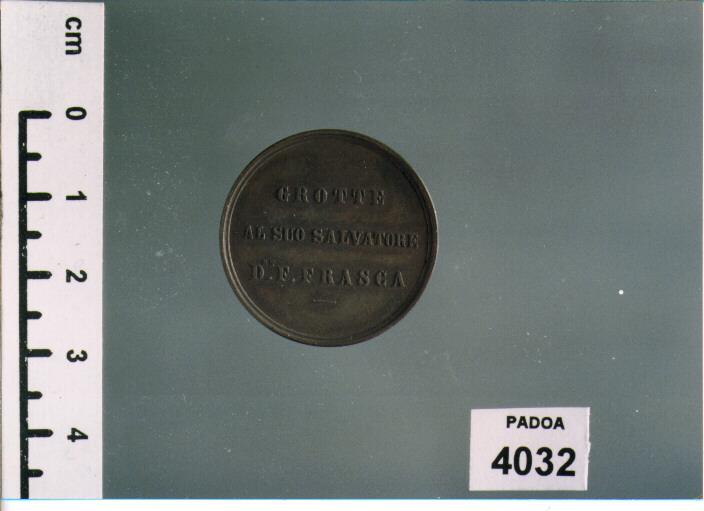 cm
0
1
2
3
4
GROTTE
AL SUO SALVATORE
D.R F. FRASCA
PADOA
4032